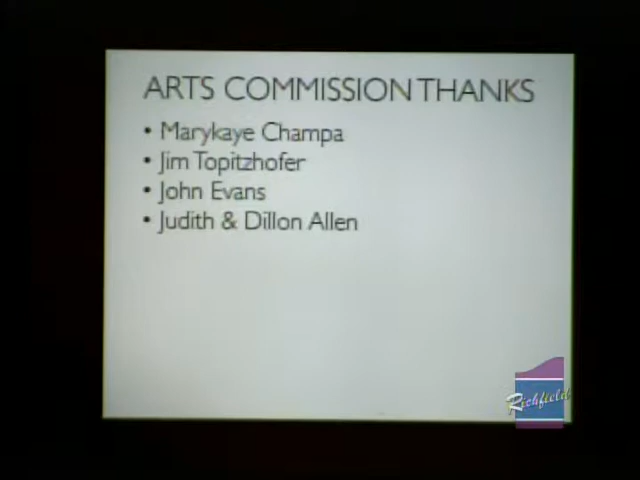 ARTS COMMISSION THANKS
• Marykaye Champa
• Jim Topitzhofer
• John Evans
• Judith & Dillon Allen
Richfield